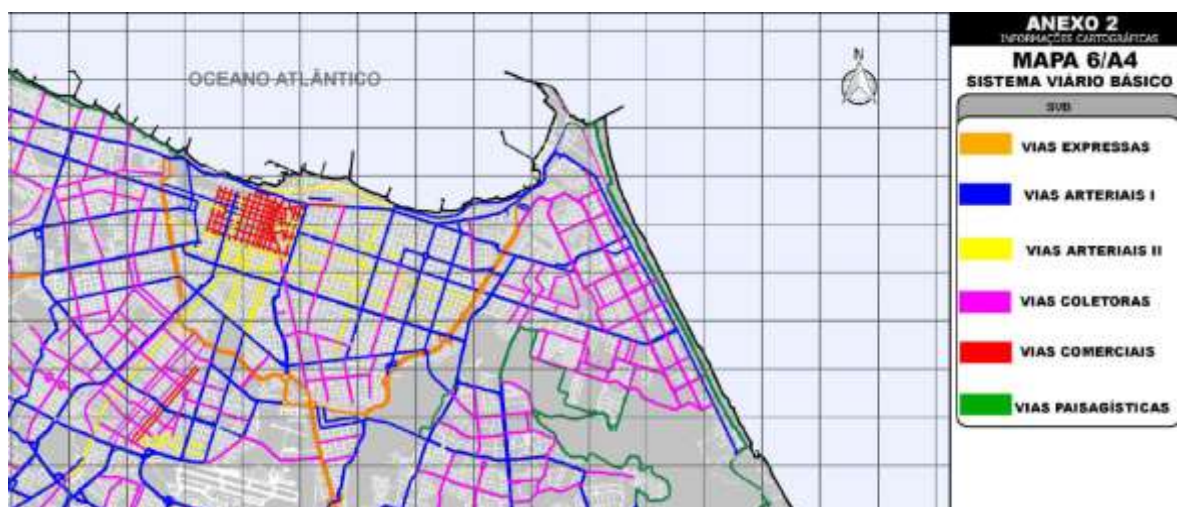 OCEANO ATLÂNTICO
N
ANEXO 2
INFORMAÇÕES CARTOGRÁFICAS
MAPA 6/A4
SISTEMA VIÁRIO BÁSICO
SVB
VIAS EXPRESSAS
VIAS ARTERIAIS I
VIAS ARTERIAIS II
VIAS COLETORAS
VIAS COMERCIAIS
VIAS PAISAGÍSTICAS